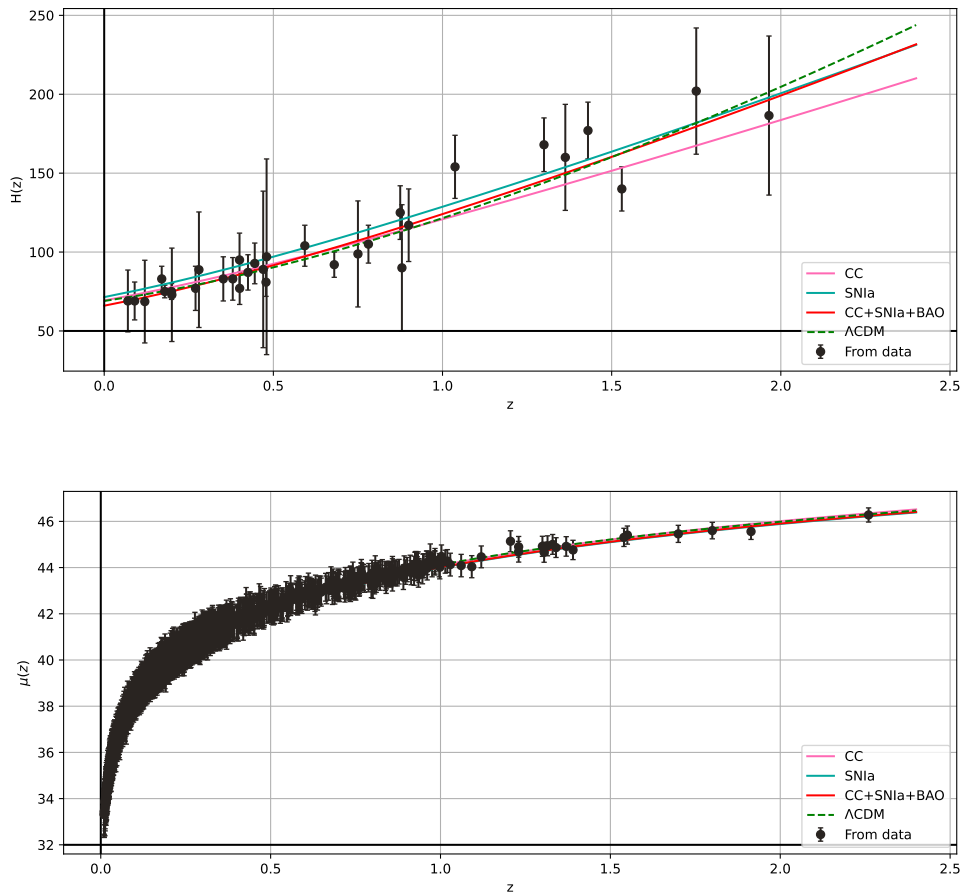 250
200
150
100
50
H(z)
0.0 0.5 1.0 1.5 2.0 2.5
z
CC
SNIa
CC+SNIa+BAO
ΛCDM
From data
46
44
42
40
38
36
34
32
μ(z)
0.0 0.5 1.0 1.5 2.0 2.5
z
CC
SNIa
CC+SNIa+BAO
ΛCDM
From data